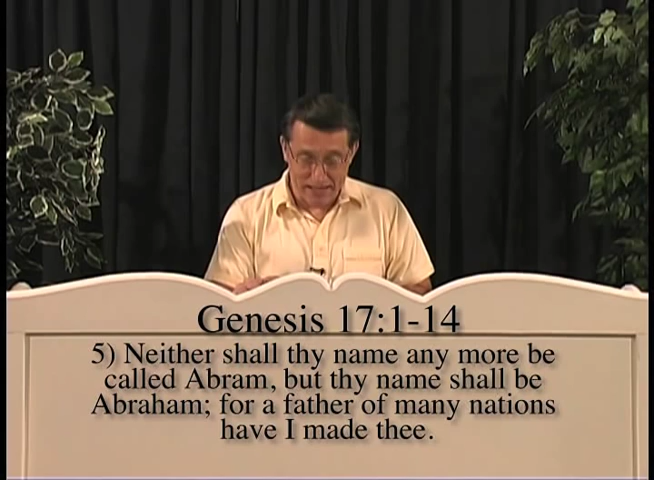 Genesis 17:1-14
5) Neither shall thy name any more be
called Abram, but thy name shall be
Abraham; for a father of many nations
have I made thee.